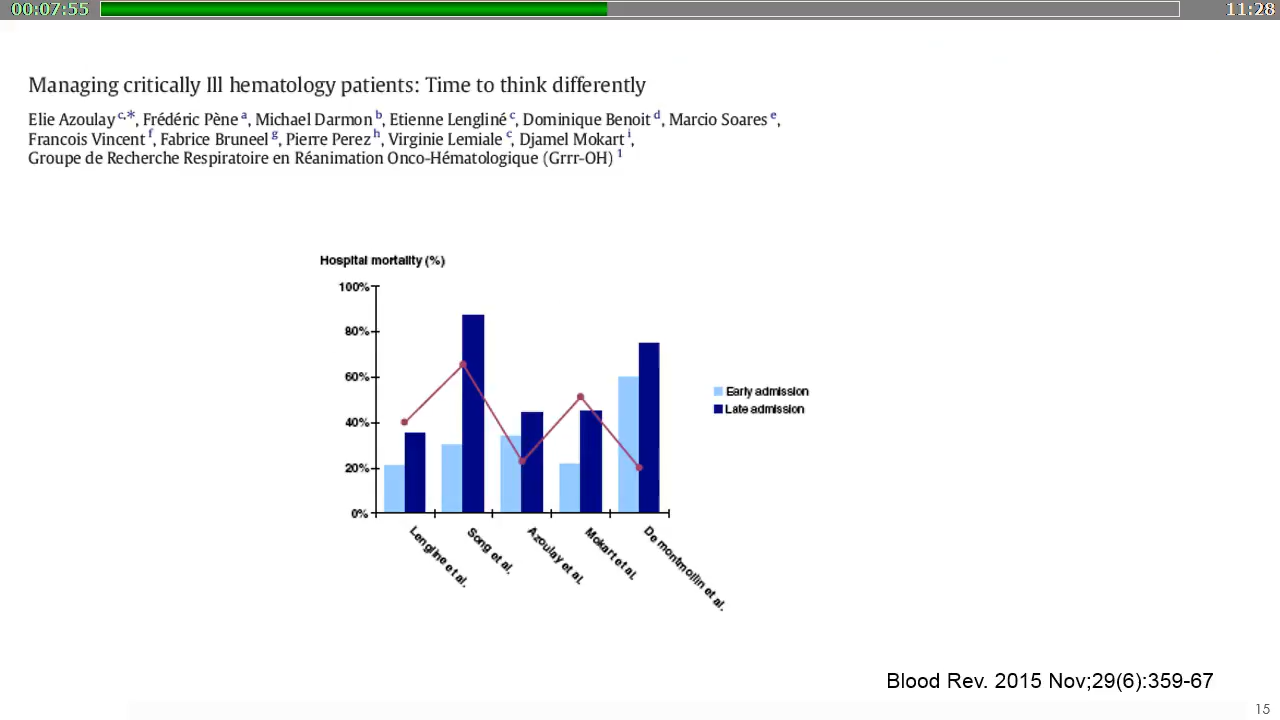 00:07:55
11:28
Managing critically Ill hematology patients: Time to think differently
Elie Azoulay c,*, Frédéric Pène a, Michael Darmon b, Etienne Lengliné c, Dominique Benoit d, Marcio Soares e,
Francois Vincent f, Fabrice Bruneel g, Pierre Perez h, Virginie Lemiale c, Djamel Mokart i,
Groupe de Recherche Respiratoire en Réanimation Onco-Hématologique (Grrr-OH) 1
Hospital mortality (%)
100%
80%
60%
40%
20%
0%
Lengline et al.
Song et al.
Azoulay et al.
Mokart et al.
De montmollin et al.
Early admission
Late admission
Blood Rev. 2015 Nov;29(6):359-67
15